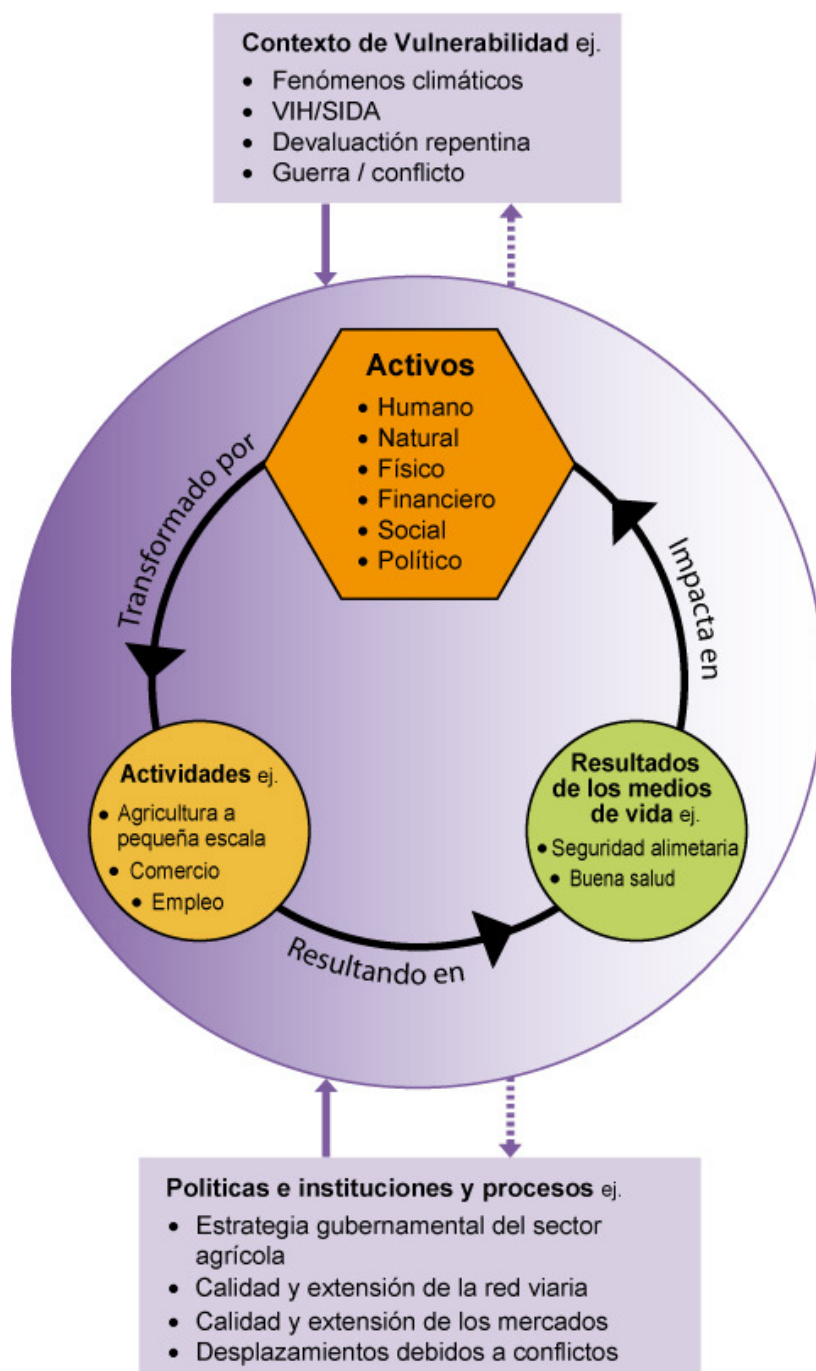 Contexto de Vulnerabilidad ej.
• Fenómenos climáticos
• VIH/SIDA
• Devaluactión repentina
• Guerra / conflicto
Activos
• Humano
• Natural
• Físico
• Financiero
• Social
• Político
Transformado por
Impacta en
Actividades ej.
• Agricultura a
pequeña escala
• Comercio
• Empleo
Resultados
de los medios
de vida ej.
• Seguridad alimetaria
• Buena salud
Resultando en
Politicas e instituciones y procesos ej.
• Estrategia gubernamental del sector
agrícola
• Calidad y extensión de la red viaria
• Calidad y extensión de los mercados
• Desplazamientos debidos a conflictos